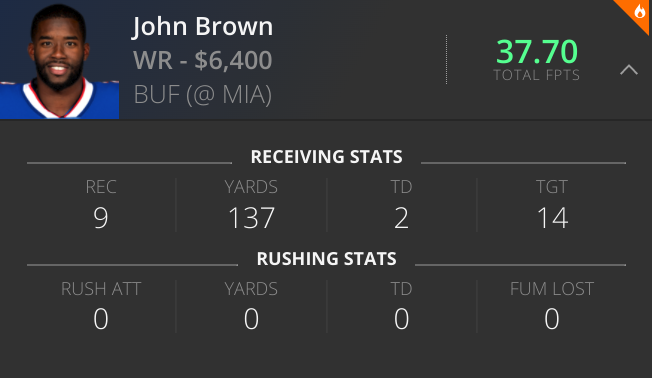 John Brown
WR - $6,400
BUF (@ MIA)
37.70
TOTAL FPTS
RECEIVING STATS
REC YARDS TD TGT
9 137 2 14
RUSHING STATS
RUSH ATT YARDS TD FUM LOST
0 0 0 0